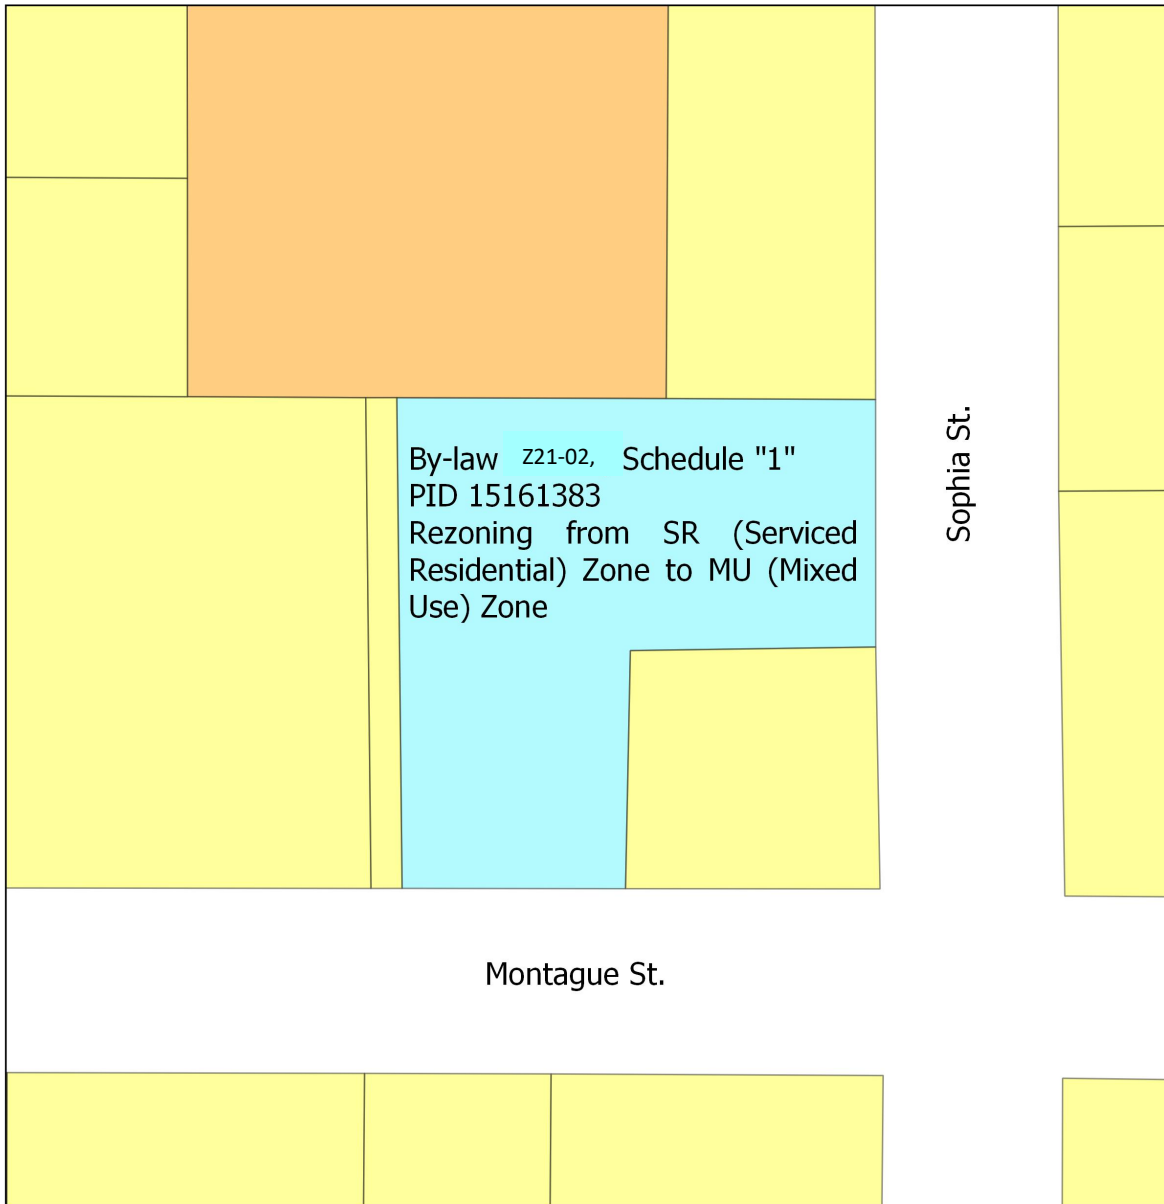 By-law Z21-02, Schedule "1"
PID 15161383
Rezoning from SR (Serviced
Residential) Zone to MU (Mixed
Use) Zone
Sophia St.
Montague St.